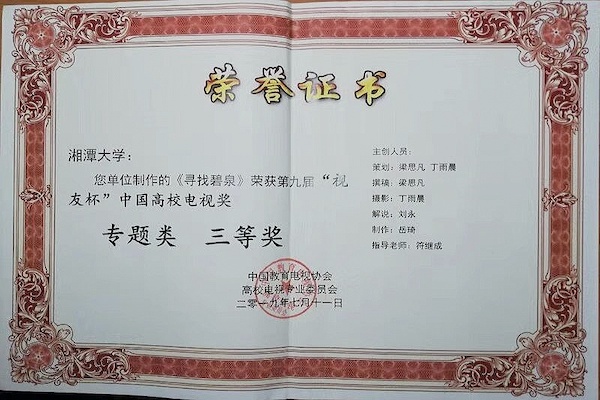 荣誉证书
湘潭大学：
您单位制作的《寻找碧泉》荣获第九届“视
友杯”中国高校电视奖
专题类 三等奖
中国教育电视协会
高校电视专业委员会
二零一九年七月十一日
主创人员：
策划：梁思凡 丁雨晨
撰稿：梁思凡
摄影：丁雨晨
解说：刘永
制作：岳琦
指导老师：符继成